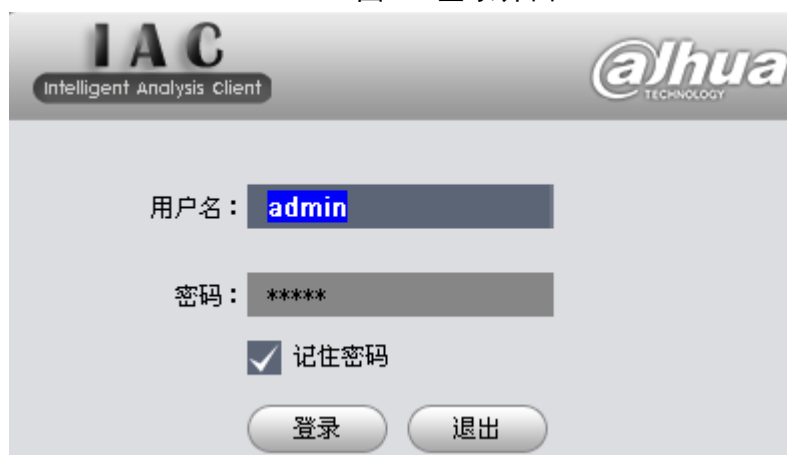 IAC
Intelligent Analysis Client
alhua
TECHNOLOGY
用户名：
admin
密码：
*****
记住密码
登录
退出